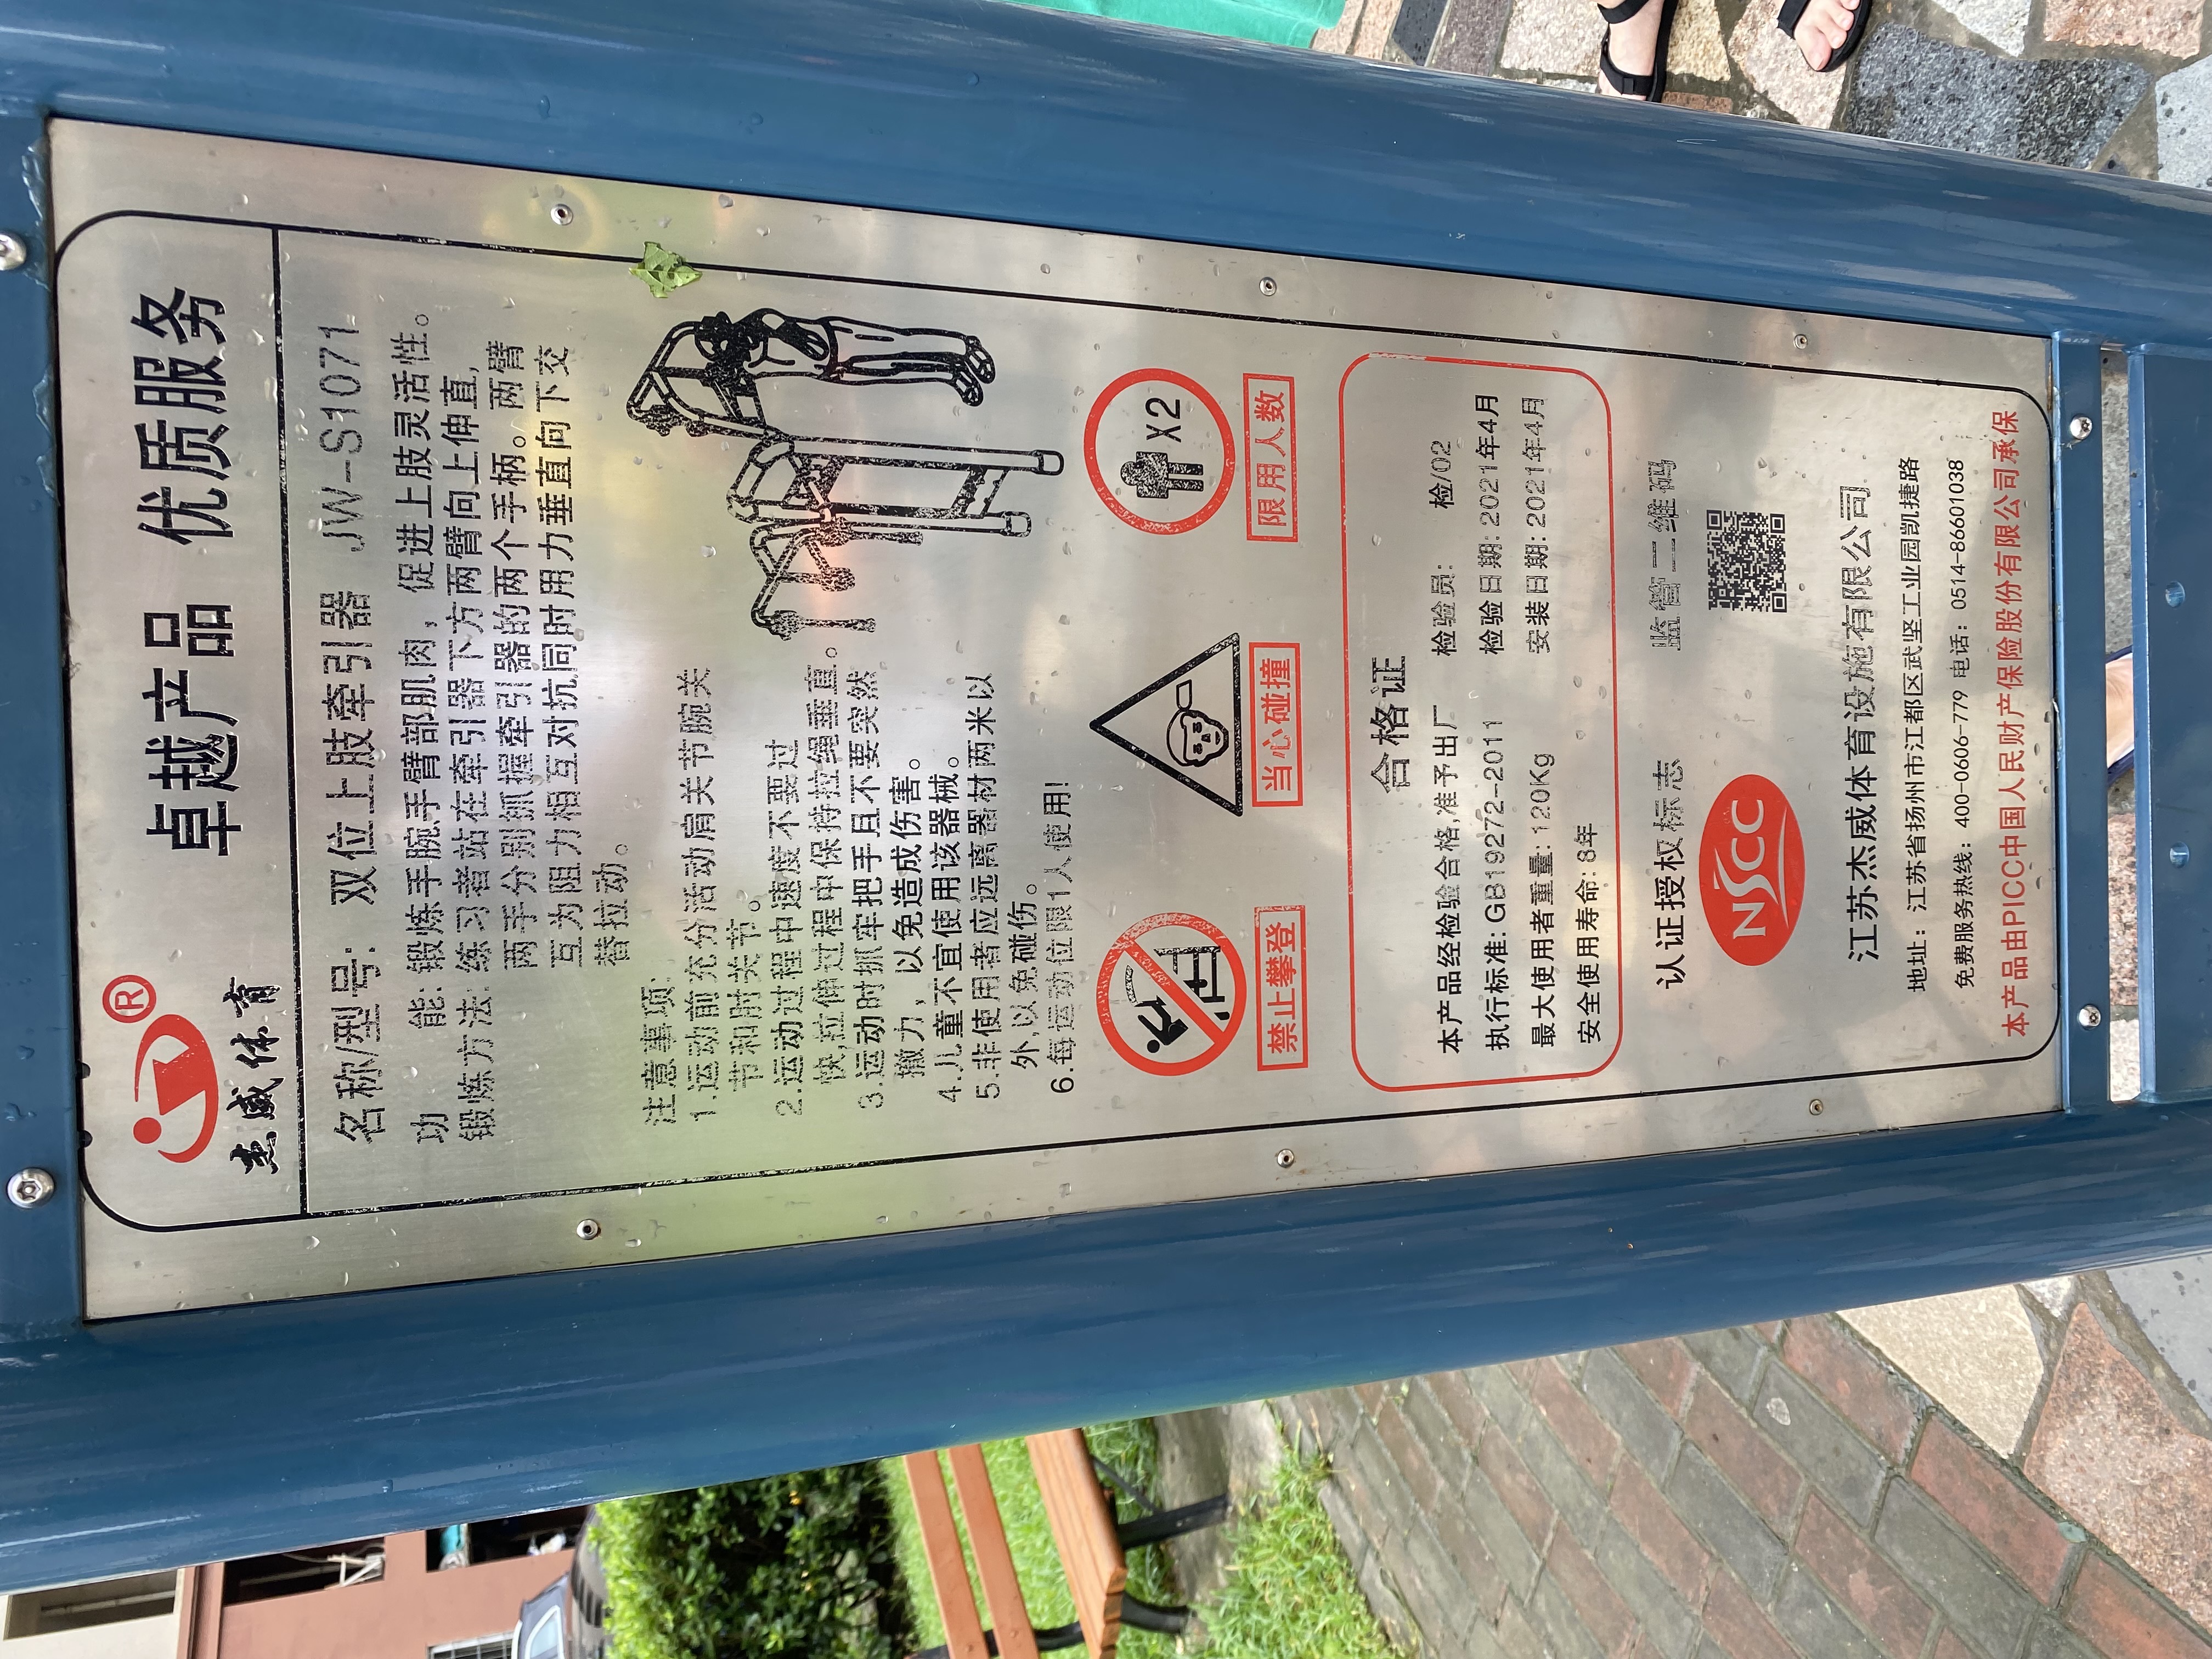 卓越产品 优质服务
R
杰威体育
名称/型号: 双位上肢牵引器 JW-S1071
功 能: 锻炼手腕手臂部肌肉, 促进上肢灵活性。
锻炼方法: 练习者站在牵引器下方两臂向上伸直,
两手分别抓握牵引器的两个手柄。两臂
互为阻力相互对抗同时用力垂直向下交
替拉动。
注意事项:
1.运动前充分活动肩关节腕关
节和肘关节。
2.运动过程中速度不要过
快,拉伸过程中保持拉绳垂直。
3.运动时抓牢把手且不要突然
撤力, 以免造成伤害。
4.儿童不宜使用该器械。
5.非使用者应远离器材两米以
外,以免碰伤。
6.每运动位限1人使用!
X2
禁止攀登
当心碰撞
限用人数
合格证
本产品经检验合格,准予出厂 检验员: 检/02
执行标准: GB19272-2011 检验日期: 2021年4月
最大使用者重量: 120Kg 安装日期: 2021年4月
安全使用寿命: 8年
认证授权标志 监管二维码
NSCC
江苏杰威体育设施有限公司
地址: 江苏省扬州市江都区武坚工业园凯捷路
免费服务热线: 400-0606-779 电话: 0514-86601038
本产品由PICC中国人民财产保险股份有限公司承保